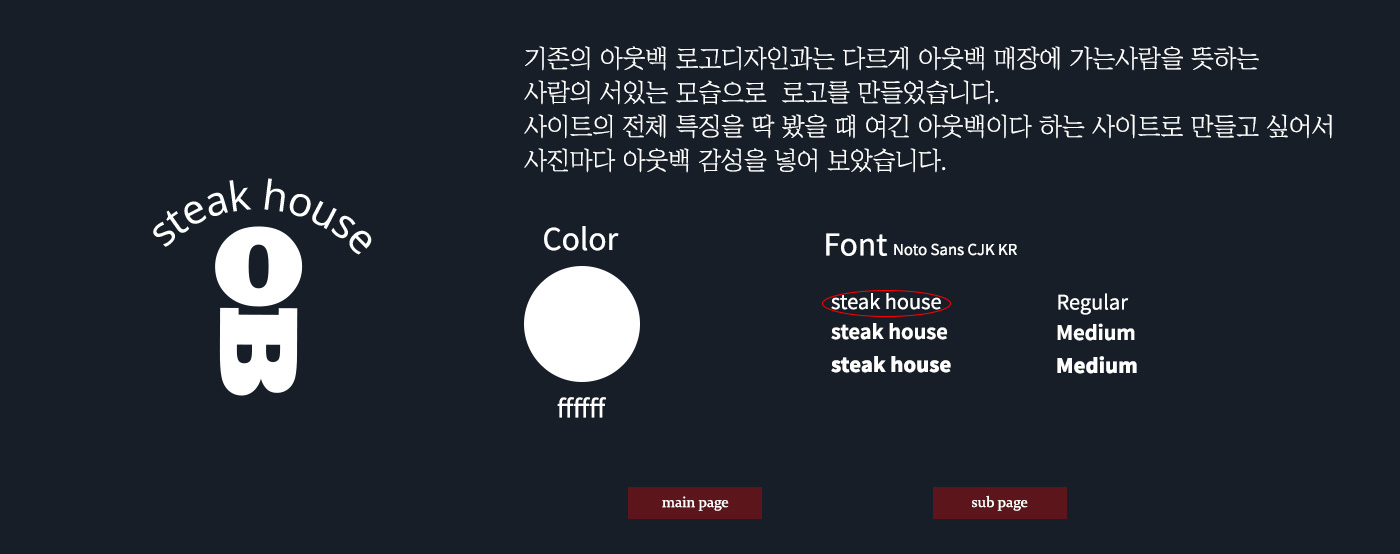 기존의 아웃백 로고디자인과는 다르게 아웃백 매장에 가는사람을 뜻하는
사람의 서있는 모습으로  로고를 만들었습니다.
사이트의 전체 특징을 딱 봤을 때 여긴 아웃백이다 하는 사이트로 만들고 싶어서
사진마다 아웃백 감성을 넣어 보았습니다.
steak house
OB
Color
ffffff
Font Noto Sans CJK KR
steak house Regular
steak house Medium
steak house Medium
main page
sub page